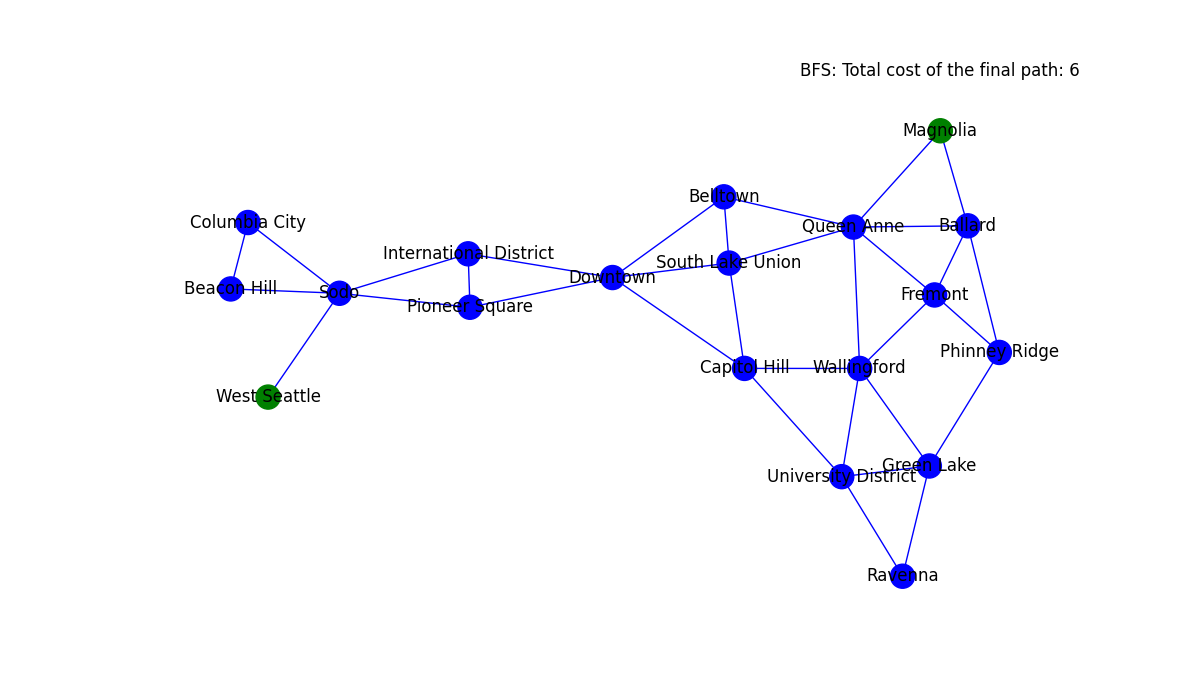 BFS: Total cost of the final path: 6
Magnolia
Belltown
Columbia City
Queen Anne
Ballard
International District
South Lake Union
Downtown
Beacon Hill
Sodo
Fremont
Pioneer Square
Phinney Ridge
Capitol Hill
Wallingford
West Seattle
Green Lake
University District
Ravenna